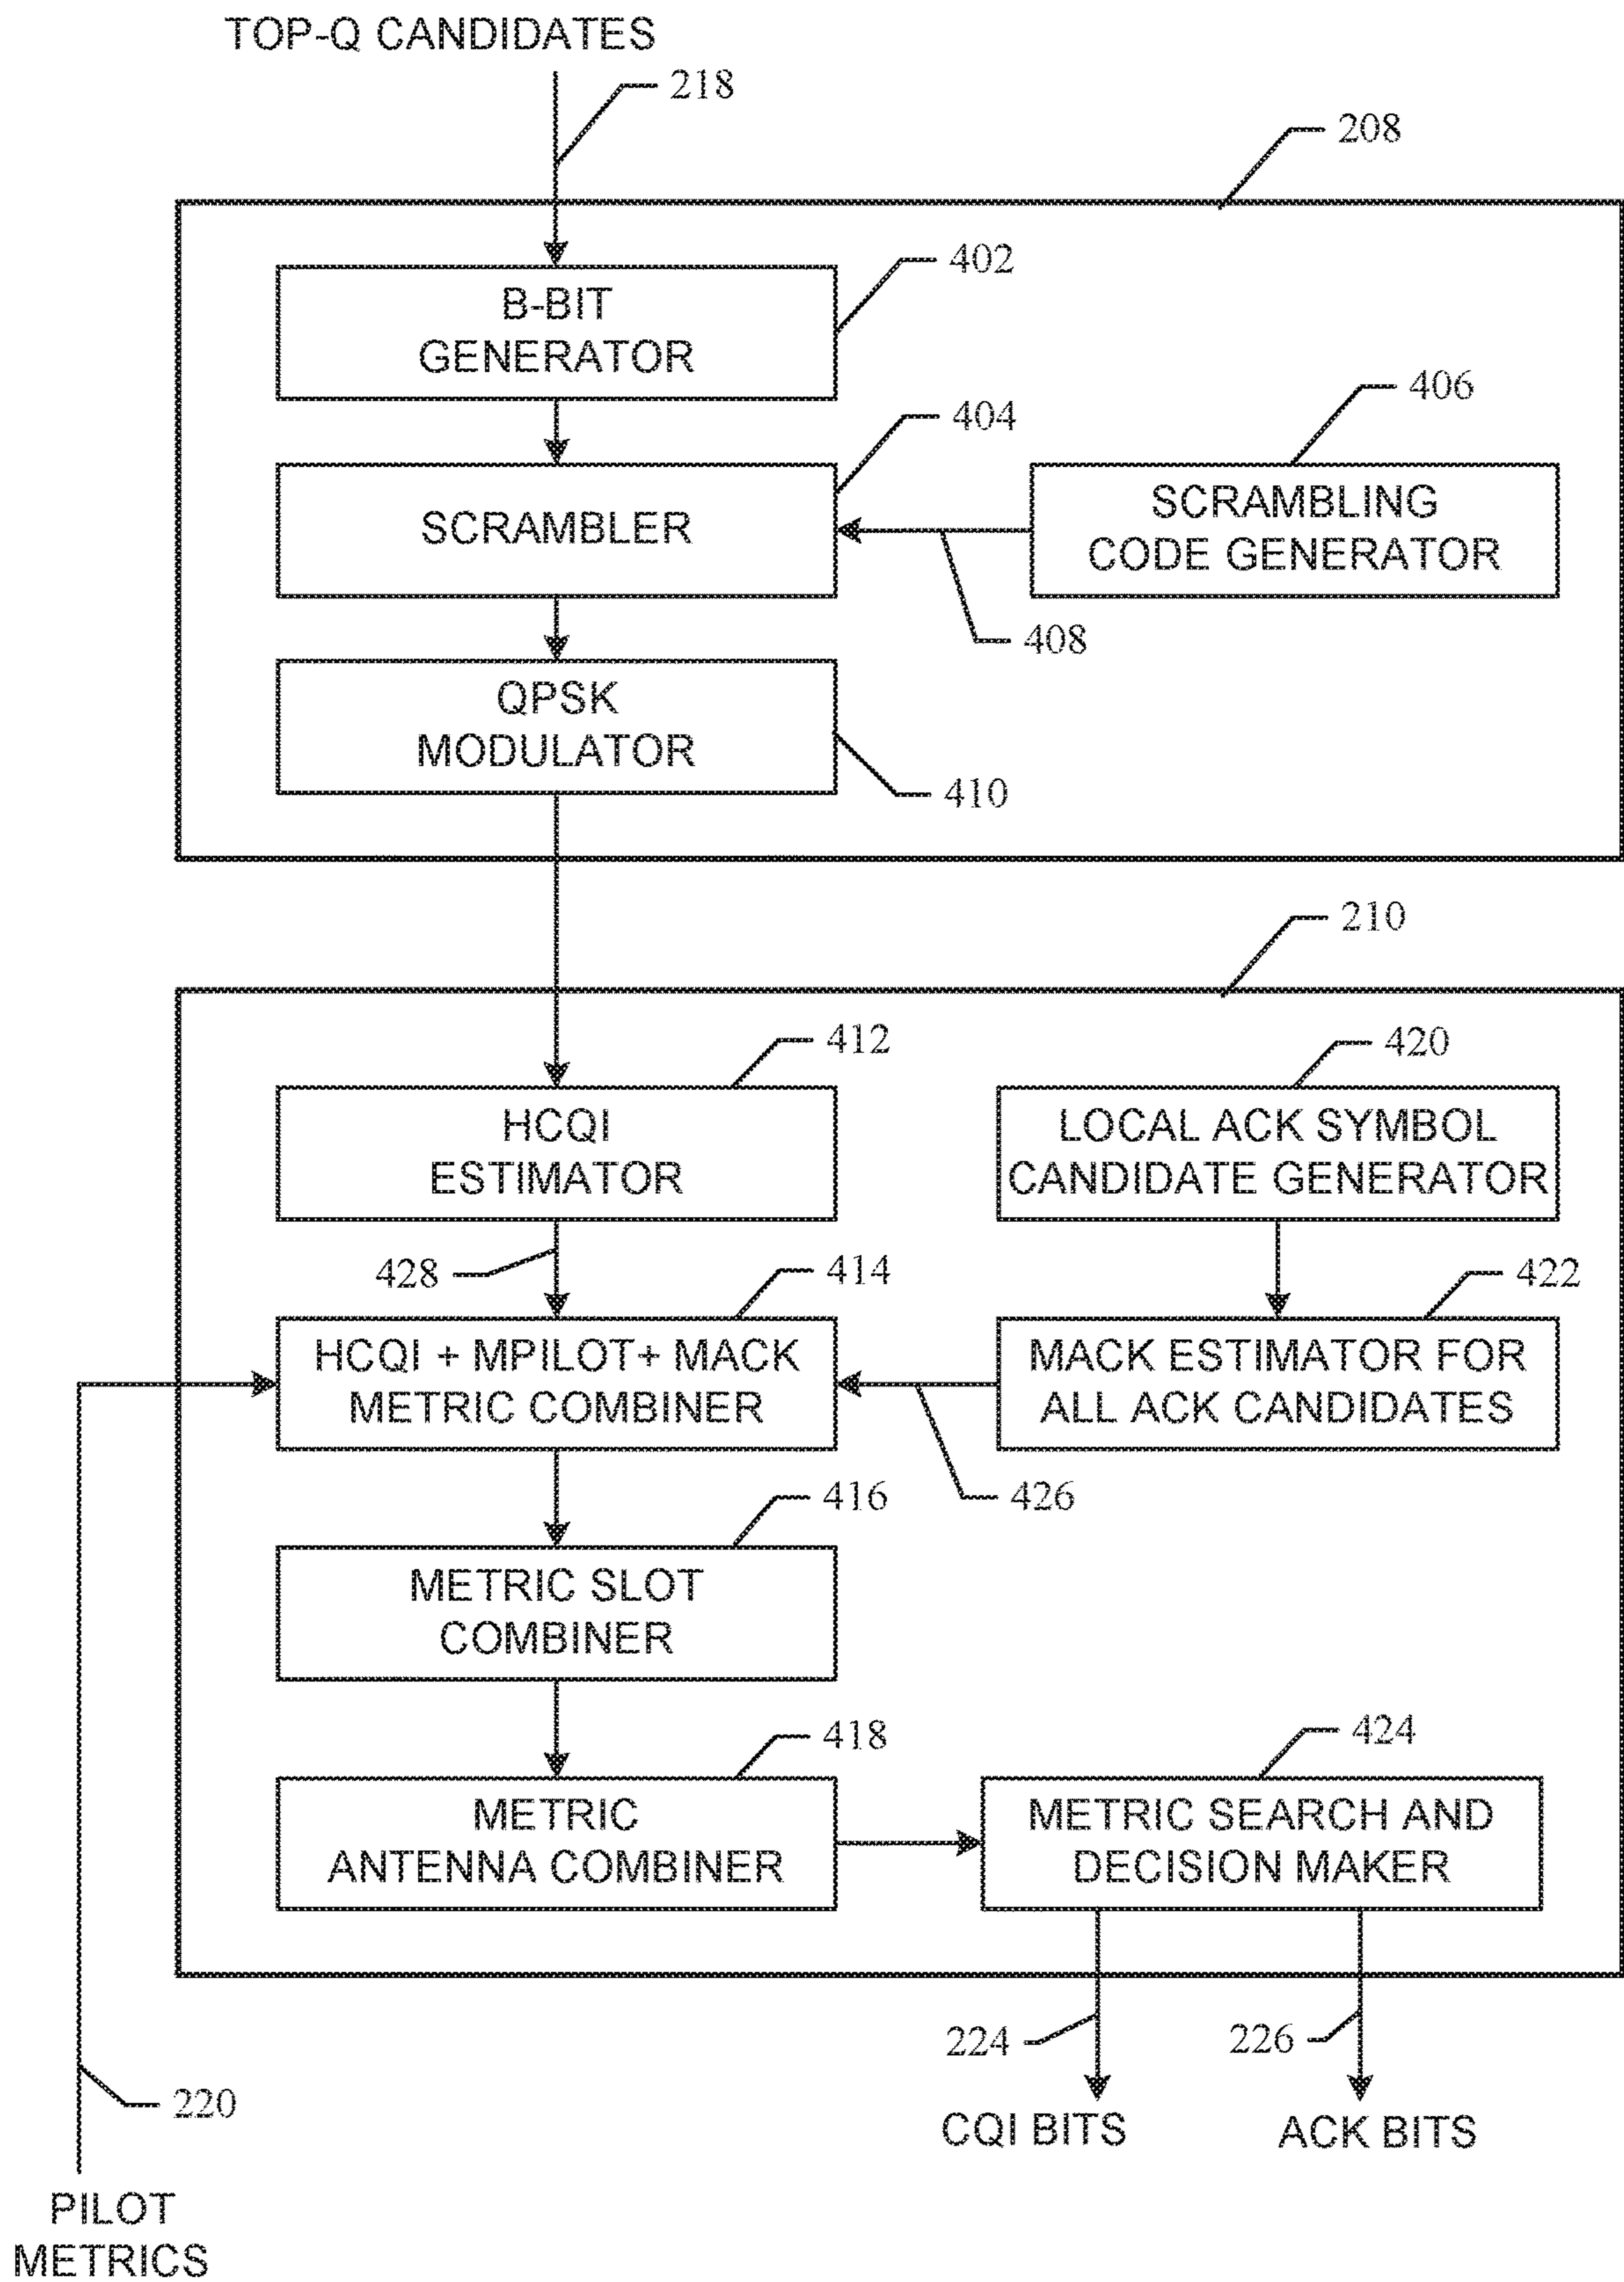 TOP-Q CANDIDATES
218
208
B-BIT
GENERATOR
402
SCRAMBLER
404
SCRAMBLING
CODE GENERATOR
406
408
QPSK
MODULATOR
410
210
HCQI
ESTIMATOR
412
LOCAL ACK SYMBOL
CANDIDATE GENERATOR
420
428
HCQI + MPILOT+ MACK
METRIC COMBINER
414
MACK ESTIMATOR FOR
ALL ACK CANDIDATES
422
426
METRIC SLOT
COMBINER
416
METRIC
ANTENNA COMBINER
418
METRIC SEARCH AND
DECISION MAKER
424
224
226
CQI BITS
ACK BITS
220
PILOT
METRICS